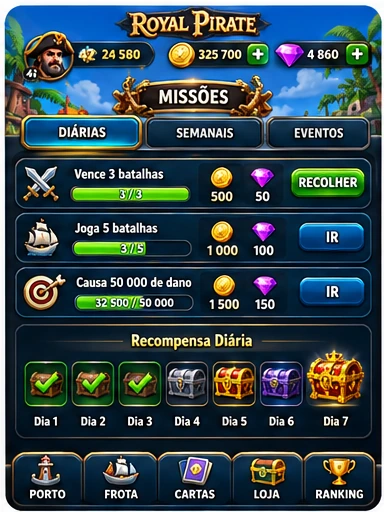 ROYAL PIRATE
42 24 580 325 700 + 4 860 +
MISSÕES
DIÁRIAS SEMANAIS EVENTOS
Vence 3 batalhas
3/3 500 50 RECOLHER
Joga 5 batalhas
3/5 1 000 100 IR
Causa 50 000 de dano
32 500 / 50 000 1 500 150 IR
Recompensa Diária
Dia 1 Dia 2 Dia 3 Dia 4 Dia 5 Dia 6 Dia 7
PORTO FROTA CARTAS LOJA RANKING